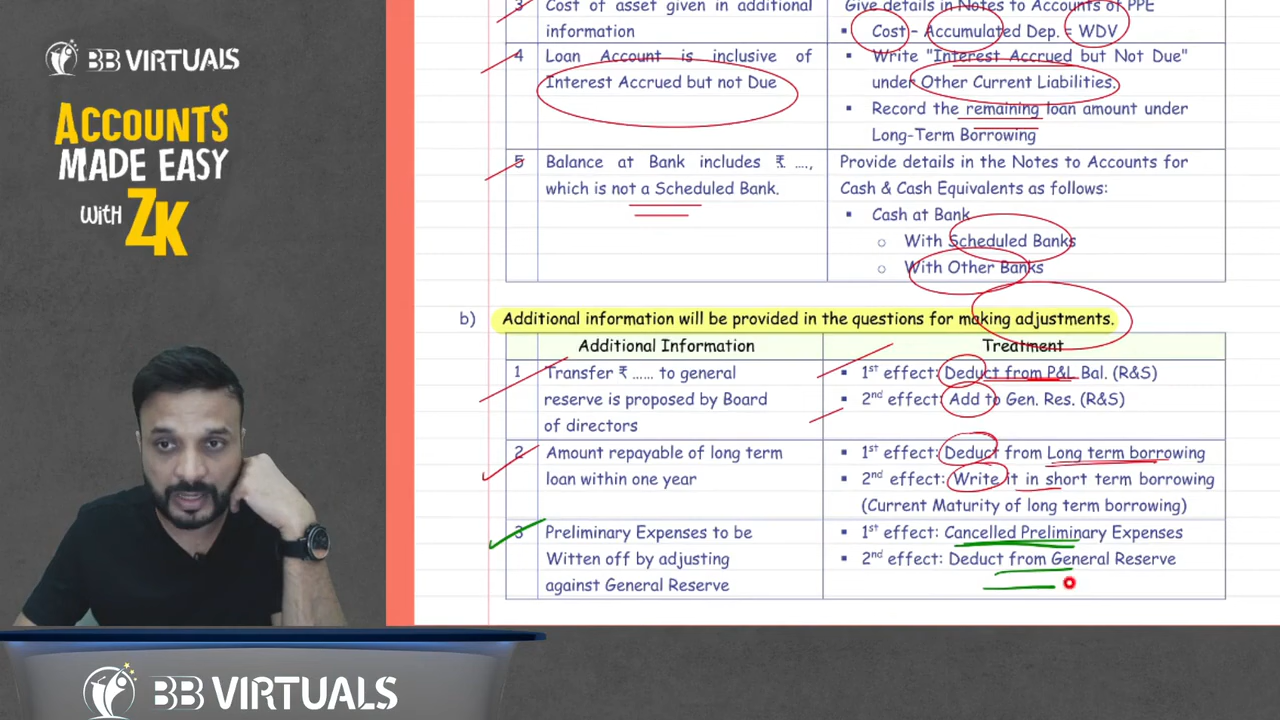 BB VIRTUALS
ACCOUNTS
MADE EASY
WITH ZK
3 Cost of asset given in additional
information
Give details in Notes to Accounts of PPE
▪ Cost – Accumulated Dep. = WDV
4 Loan Account is inclusive of
Interest Accrued but not Due
▪ Write "Interest Accrued but Not Due"
under Other Current Liabilities.
▪ Record the remaining loan amount under
Long-Term Borrowing
5 Balance at Bank includes ₹ ....,
which is not a Scheduled Bank.
Provide details in the Notes to Accounts for
Cash & Cash Equivalents as follows:
▪ Cash at Bank
○ With Scheduled Banks
○ With Other Banks
b) Additional information will be provided in the questions for making adjustments.
Additional Information Treatment
1 Transfer ₹ ...... to general
reserve is proposed by Board
of directors
▪ 1st effect: Deduct from P&L Bal. (R&S)
▪ 2nd effect: Add to Gen. Res. (R&S)
2 Amount repayable of long term
loan within one year
▪ 1st effect: Deduct from Long term borrowing
▪ 2nd effect: Write it in short term borrowing
(Current Maturity of long term borrowing)
3 Preliminary Expenses to be
Witten off by adjusting
against General Reserve
▪ 1st effect: Cancelled Preliminary Expenses
▪ 2nd effect: Deduct from General Reserve
BB VIRTUALS